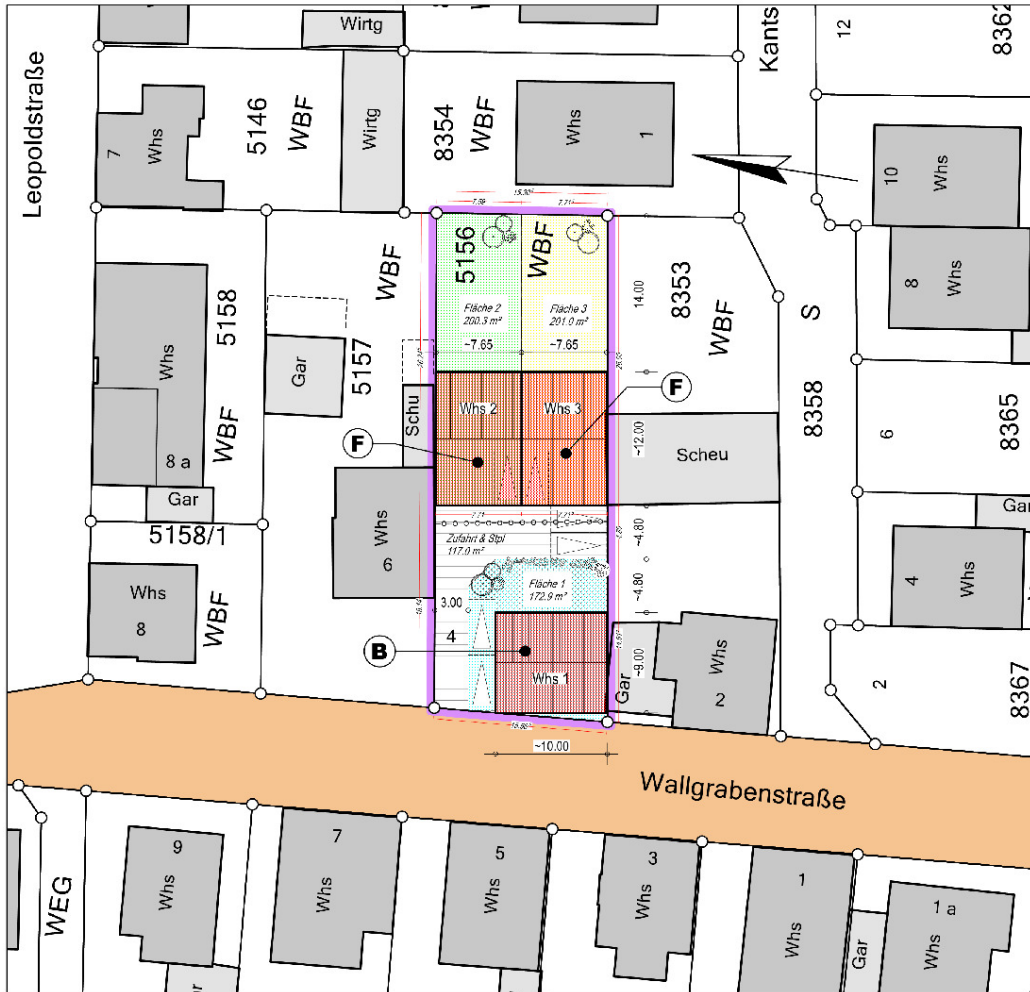 Wirtg
12
8362
Kants
Leopoldstraße
7
Whs
5146
WBF
Wirtg
8354
WBF
Whs
1
10
Whs
7.71⁵
5156
WBF
WBF
5158
Whs
8 a
WBF
Gar
5157
Gar
Schu
Fläche 2
200.3 m²
Fläche 3
201.0 m²
~7.65
~7.65
14.00
8353
WBF
S
8
Whs
8358
8365
6
Whs 2
Whs 3
F
F
~12.00
Scheu
Gar
5158/1
Whs
8
WBF
Whs
6
Zufahrt & Stpl
117.0 m²
~4.80
~4.80
Fläche 1
172.9 m²
3.00
4
B
Whs 1
~9.00
Gar
Whs
2
4
Whs
2
8367
~10.00
Wallgrabenstraße
WEG
9
Whs
7
Whs
5
Whs
3
Whs
1
Whs
Gar
1 a
Whs